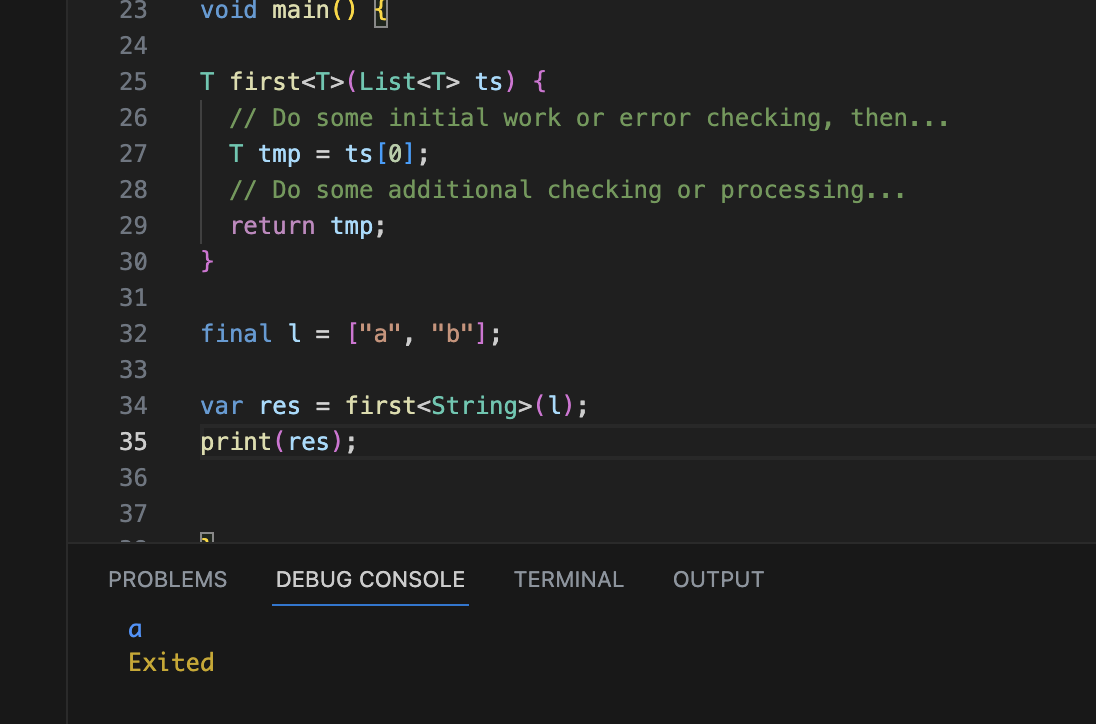 23 void main() {
24
25 T first<T>(List<T> ts) {
26 // Do some initial work or error checking, then...
27 T tmp = ts[0];
28 // Do some additional checking or processing...
29 return tmp;
30 }
31
32 final l = ["a", "b"];
33
34 var res = first<String>(l);
35 print(res);
36
37
}
PROBLEMS DEBUG CONSOLE TERMINAL OUTPUT
a
Exited